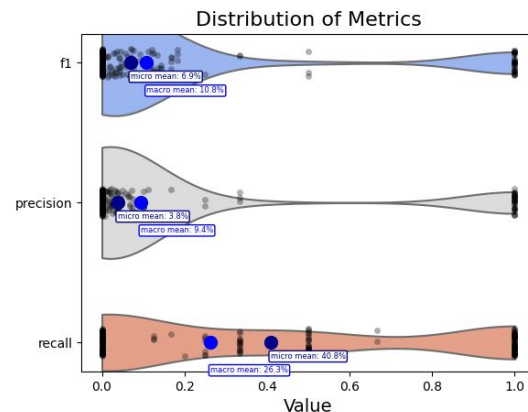 Distribution of Metrics
f1
micro mean: 6.9%
macro mean: 10.8%
precision
micro mean: 3.8%
macro mean: 9.4%
recall
micro mean: 40.8%
macro mean: 26.3%
0.0 0.2 0.4 0.6 0.8 1.0
Value